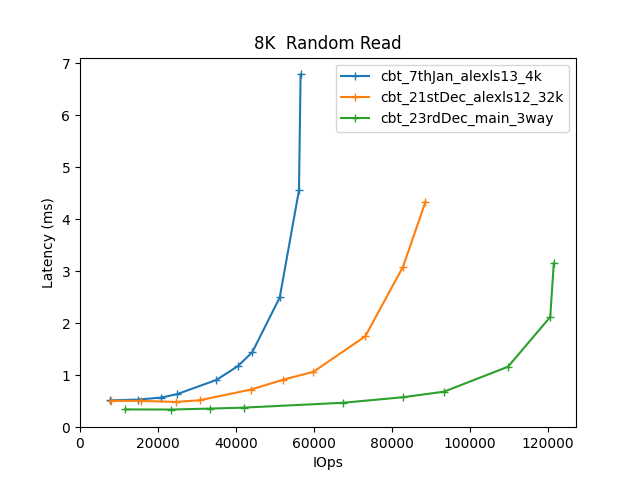 8K  Random Read
cbt_7thJan_alexls13_4k
cbt_21stDec_alexls12_32k
cbt_23rdDec_main_3way
Latency (ms)
7
6
5
4
3
2
1
0
0 20000 40000 60000 80000 100000 120000
IOps